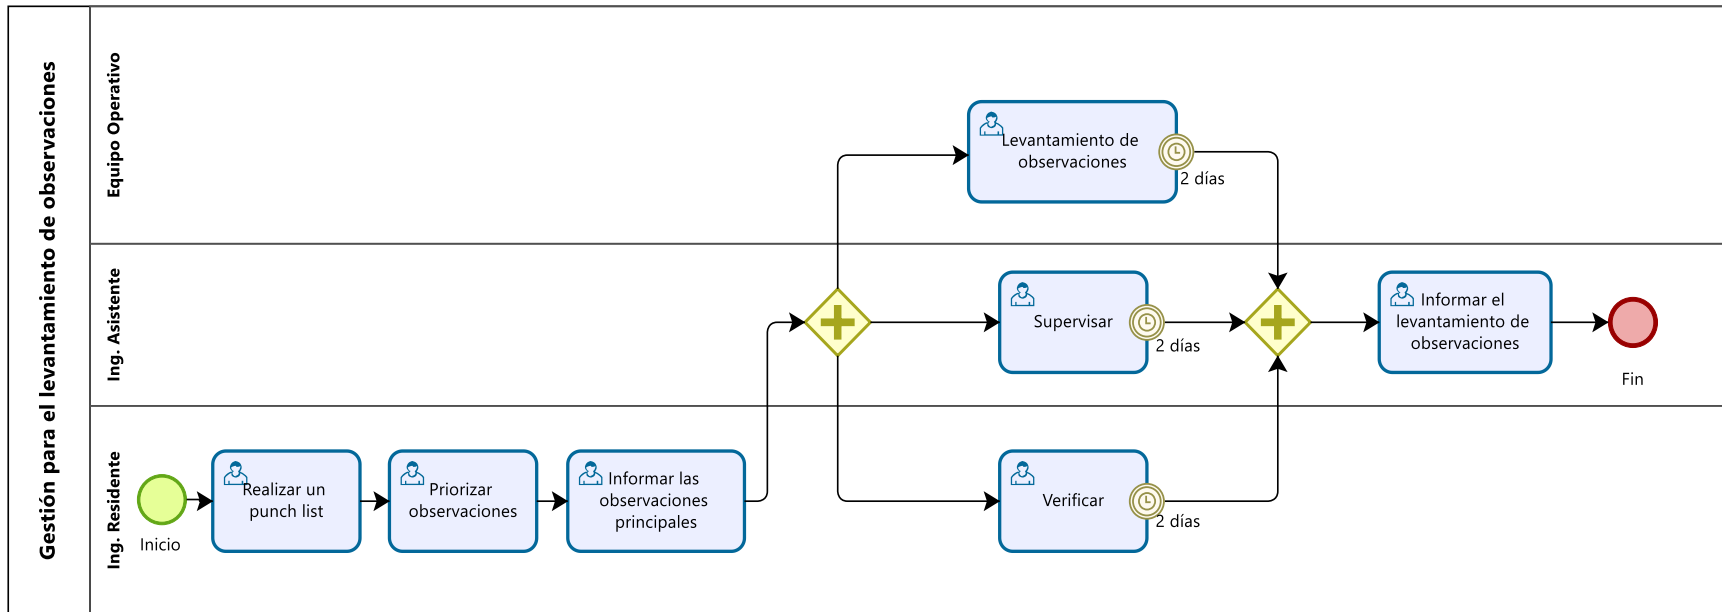 Gestión para el levantamiento de observaciones
Equipo Operativo
Levantamiento de
observaciones
2 días
Ing. Asistente
Supervisar
2 días
Informar el
levantamiento de
observaciones
Fin
Ing. Residente
Inicio
Realizar un
punch list
Priorizar
observaciones
Informar las
observaciones
principales
Verificar
2 días